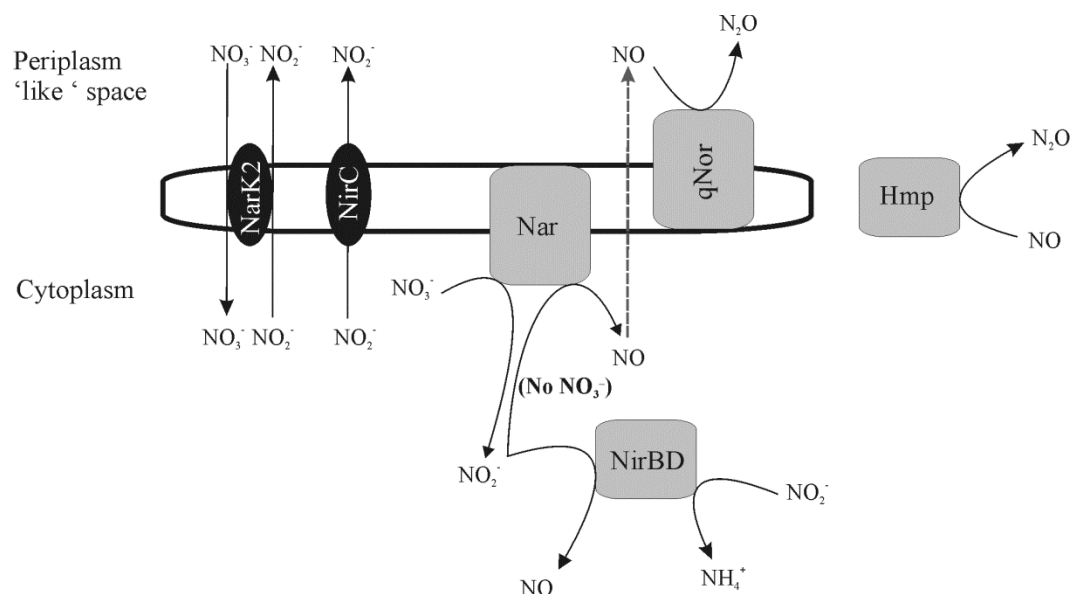 Periplasm
‘like ‘ space
NO₃⁻
NO₂⁻
NO₂⁻
NO
N₂O
NarK2
NirC
Nar
qNor
Hmp
N₂O
NO
Cytoplasm
NO₃⁻
NO₂⁻
NO₂⁻
NO₃⁻
NO
(No NO₃⁻)
NO₂⁻
NirBD
NO₂⁻
NO
NH₄⁺